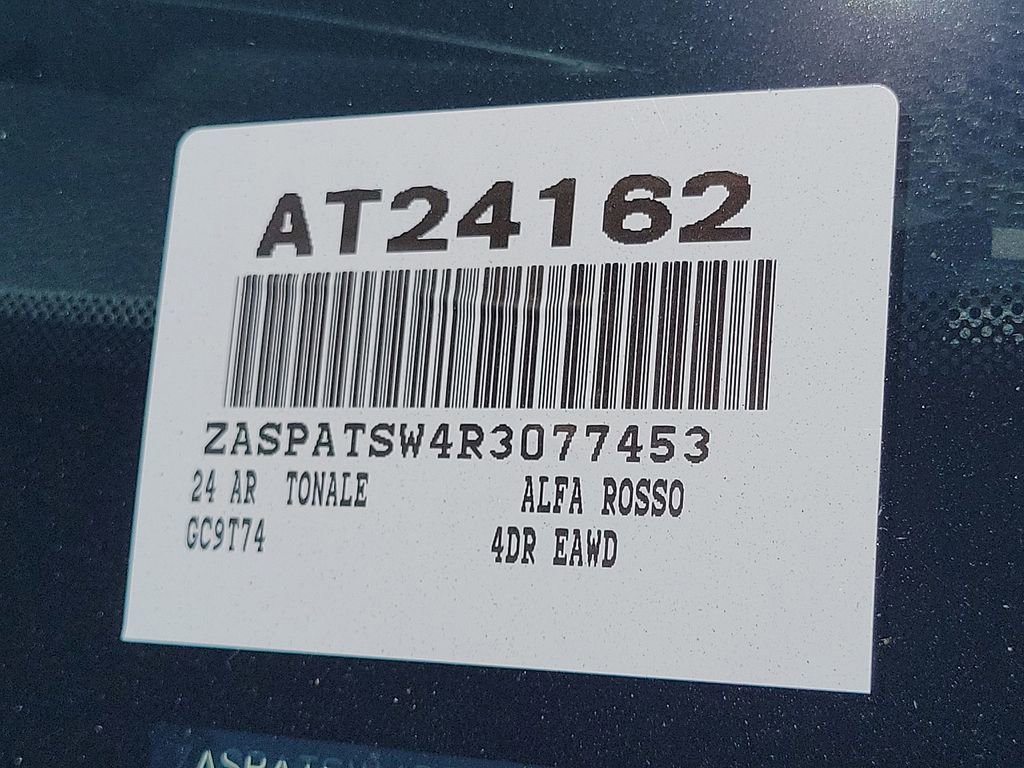 AT24162
ZASPATSW4R3077453
24 AR TONALE ALFA ROSSO
GC9T74 4DR EAWD